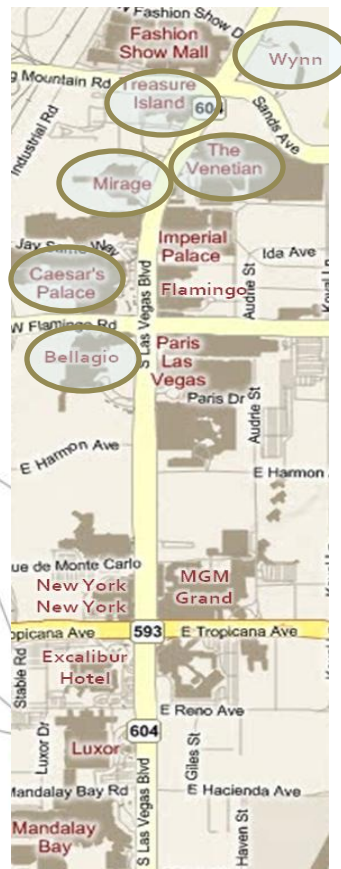 W Fashion Show D
Fashion
Show Mall
Wynn
g Mountain Rd
Treasure
Island
604
Sands Ave
Industrial Rd
The
Venetian
Mirage
Imperial
Palace
Ida Ave
Caesar's
Palace
Flamingo
Audrie St
S Las Vegas Blvd
W Flamingo Rd
Bellagio
Paris
Las
Vegas
Paris Dr
Audrie St
E Harmon Ave
E Harmon
ue de Monte Carlo
New York
New York
MGM
Grand
opicana Ave
593
E Tropicana Ave
Excalibur
Hotel
Stable Rd
E Reno Ave
604
Luxor
Luxor Dr
Giles St
Mandalay Bay Rd
E Hacienda Ave
S Las Vegas Blvd
Haven St
Mandalay
Bay